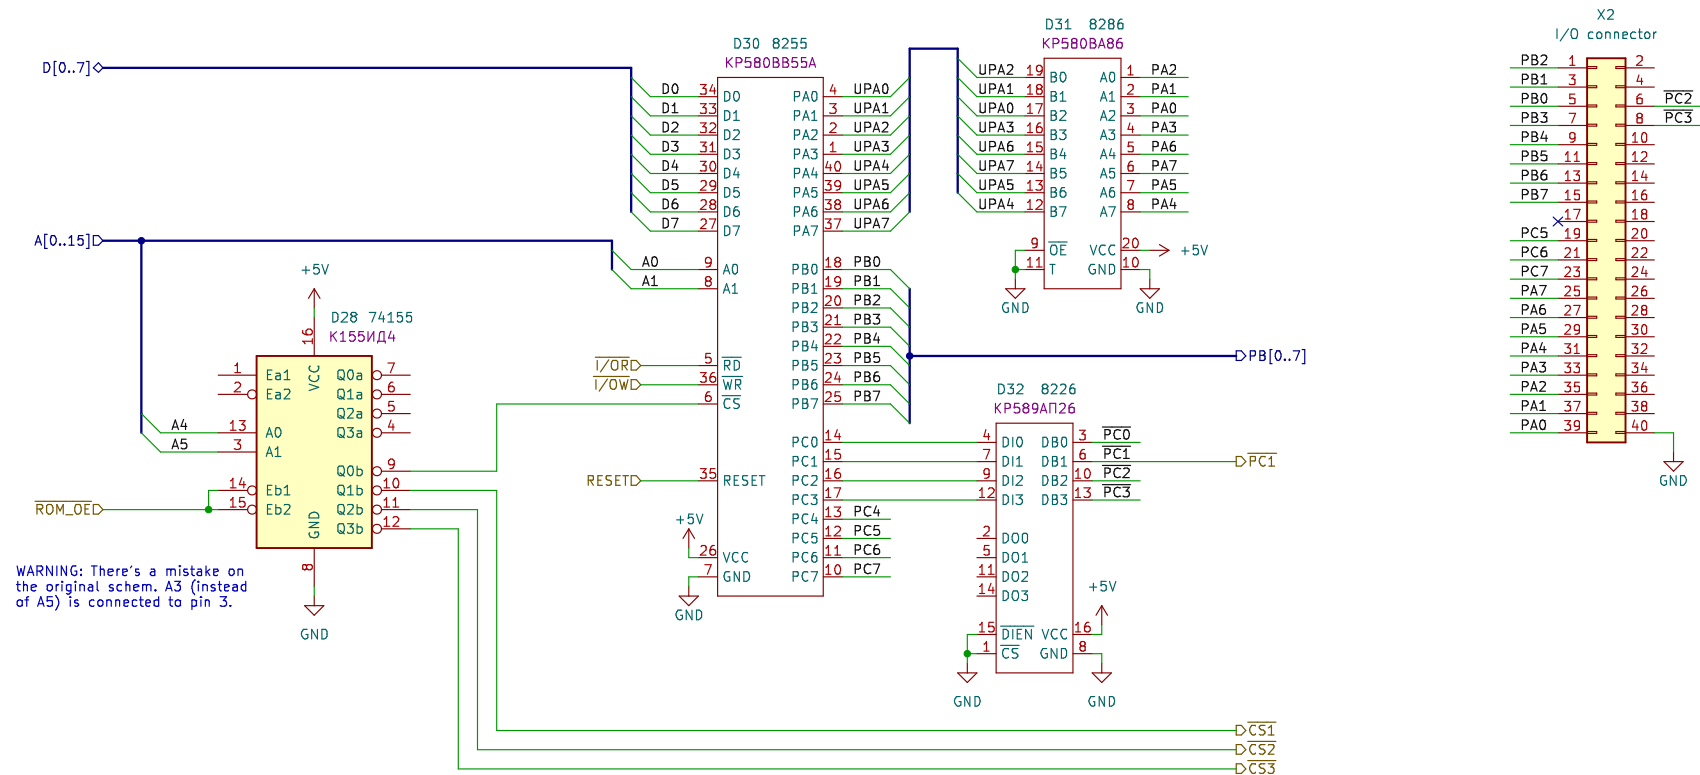 X2
I/O connector
D31 8286
КР580ВА86
D30 8255
КР580ВВ55А
D[0..7]
D0 34 D0
D1 33 D1
D2 32 D2
D3 31 D3
D4 30 D4
D5 29 D5
D6 28 D6
D7 27 D7
A0 9 A0
A1 8 A1
I/OR 5 RD
I/OW 36 WR
6 CS
RESET 35 RESET
+5V
26 VCC
7 GND
GND
PA0 4 UPA0
PA1 3 UPA1
PA2 2 UPA2
PA3 1 UPA3
PA4 40 UPA4
PA5 39 UPA5
PA6 38 UPA6
PA7 37 UPA7
PB0 18 PB0
PB1 19 PB1
PB2 20 PB2
PB3 21 PB3
PB4 22 PB4
PB5 23 PB5
PB6 24 PB6
PB7 25 PB7
PC0 14
PC1 15
PC2 16
PC3 17
PC4 13 PC4
PC5 12 PC5
PC6 11 PC6
PC7 10 PC7
UPA2 19 B0 A0 1 PA2
UPA1 18 B1 A1 2 PA1
UPA0 17 B2 A2 3 PA0
UPA3 16 B3 A3 4 PA3
UPA6 15 B4 A4 5 PA6
UPA7 14 B5 A5 6 PA7
UPA5 13 B6 A6 7 PA5
UPA4 12 B7 A7 8 PA4
9 OE VCC 20 +5V
11 T GND 10
GND GND
PB[0..7]
A[0..15]
+5V
D28 74155
К155ИД4
16
VCC
1 Ea1 Q0a 7
2 Ea2 Q1a 6
Q2a 5
A4 13 A0 Q3a 4
A5 3 A1
Q0b 9
14 Eb1 Q1b 10
ROM_OE 15 Eb2 Q2b 11
Q3b 12
GND
8
GND
WARNING: There's a mistake on
the original schem. A3 (instead
of A5) is connected to pin 3.
D32 8226
КР589АП26
4 DI0 DB0 3 PC0
7 DI1 DB1 6 PC1 PC1
9 DI2 DB2 10 PC2
12 DI3 DB3 13 PC3
2 DO0
5 DO1
11 DO2
14 DO3
+5V
15 DIEN VCC 16
1 CS GND 8
GND GND
CS1
CS2
CS3
PB2 1 2
PB1 3 4
PB0 5 6 PC2
PB3 7 8 PC3
PB4 9 10
PB5 11 12
PB6 13 14
PB7 15 16
17 18
PC5 19 20
PC6 21 22
PC7 23 24
PA7 25 26
PA6 27 28
PA5 29 30
PA4 31 32
PA3 33 34
PA2 35 36
PA1 37 38
PA0 39 40
GND